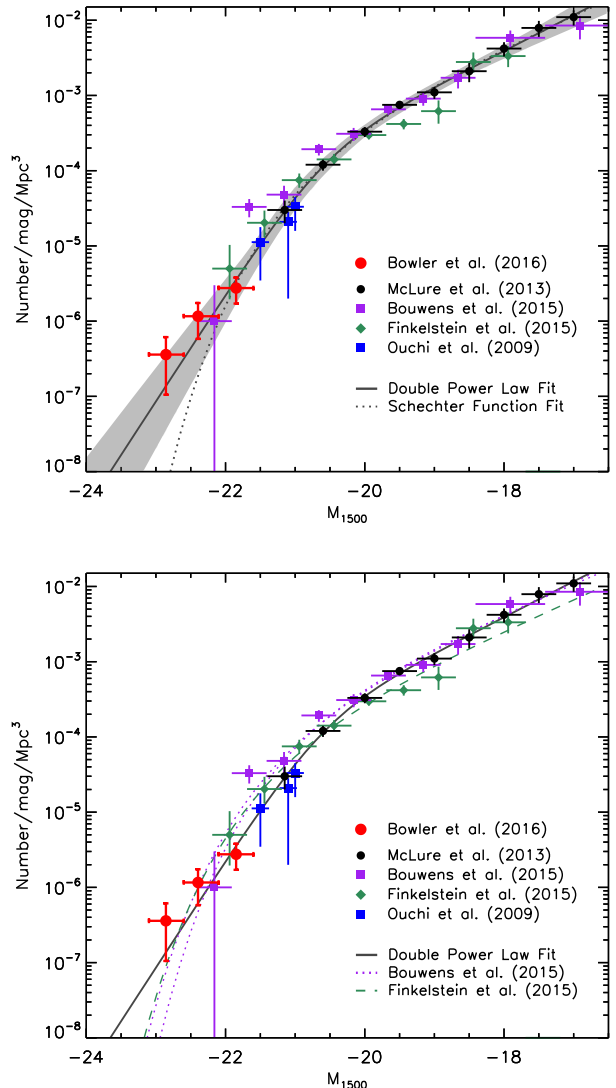 10⁻²
10⁻³
10⁻⁴
10⁻⁵
10⁻⁶
10⁻⁷
10⁻⁸
Number/mag/Mpc³
Bowler et al. (2016)
McLure et al. (2013)
Bouwens et al. (2015)
Finkelstein et al. (2015)
Ouchi et al. (2009)
Double Power Law Fit
Schechter Function Fit
−24 −22 −20 −18
M₁₅₀₀
10⁻²
10⁻³
10⁻⁴
10⁻⁵
10⁻⁶
10⁻⁷
10⁻⁸
Number/mag/Mpc³
Bowler et al. (2016)
McLure et al. (2013)
Bouwens et al. (2015)
Finkelstein et al. (2015)
Ouchi et al. (2009)
Double Power Law Fit
Bouwens et al. (2015)
Finkelstein et al. (2015)
−24 −22 −20 −18
M₁₅₀₀